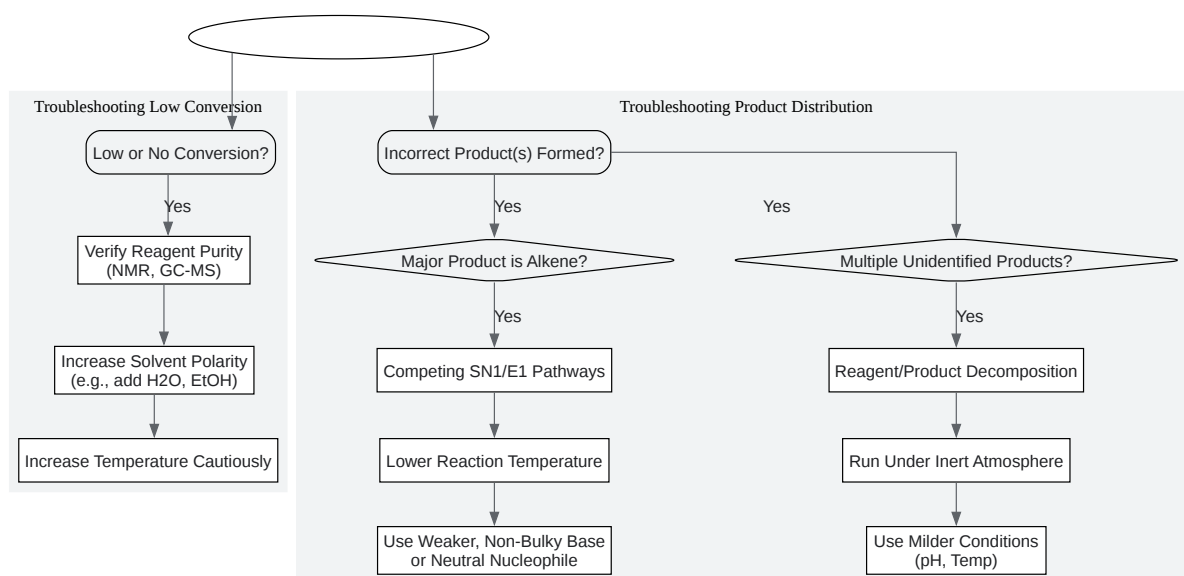 Troubleshooting Low Conversion
Troubleshooting Product Distribution
Low or No Conversion?
Incorrect Product(s) Formed?
Yes
Yes
Yes
Verify Reagent Purity
(NMR, GC-MS)
Major Product is Alkene?
Multiple Unidentified Products?
Yes
Yes
Increase Solvent Polarity
(e.g., add H2O, EtOH)
Competing SN1/E1 Pathways
Reagent/Product Decomposition
Increase Temperature Cautiously
Lower Reaction Temperature
Run Under Inert Atmosphere
Use Weaker, Non-Bulky Base
or Neutral Nucleophile
Use Milder Conditions
(pH, Temp)